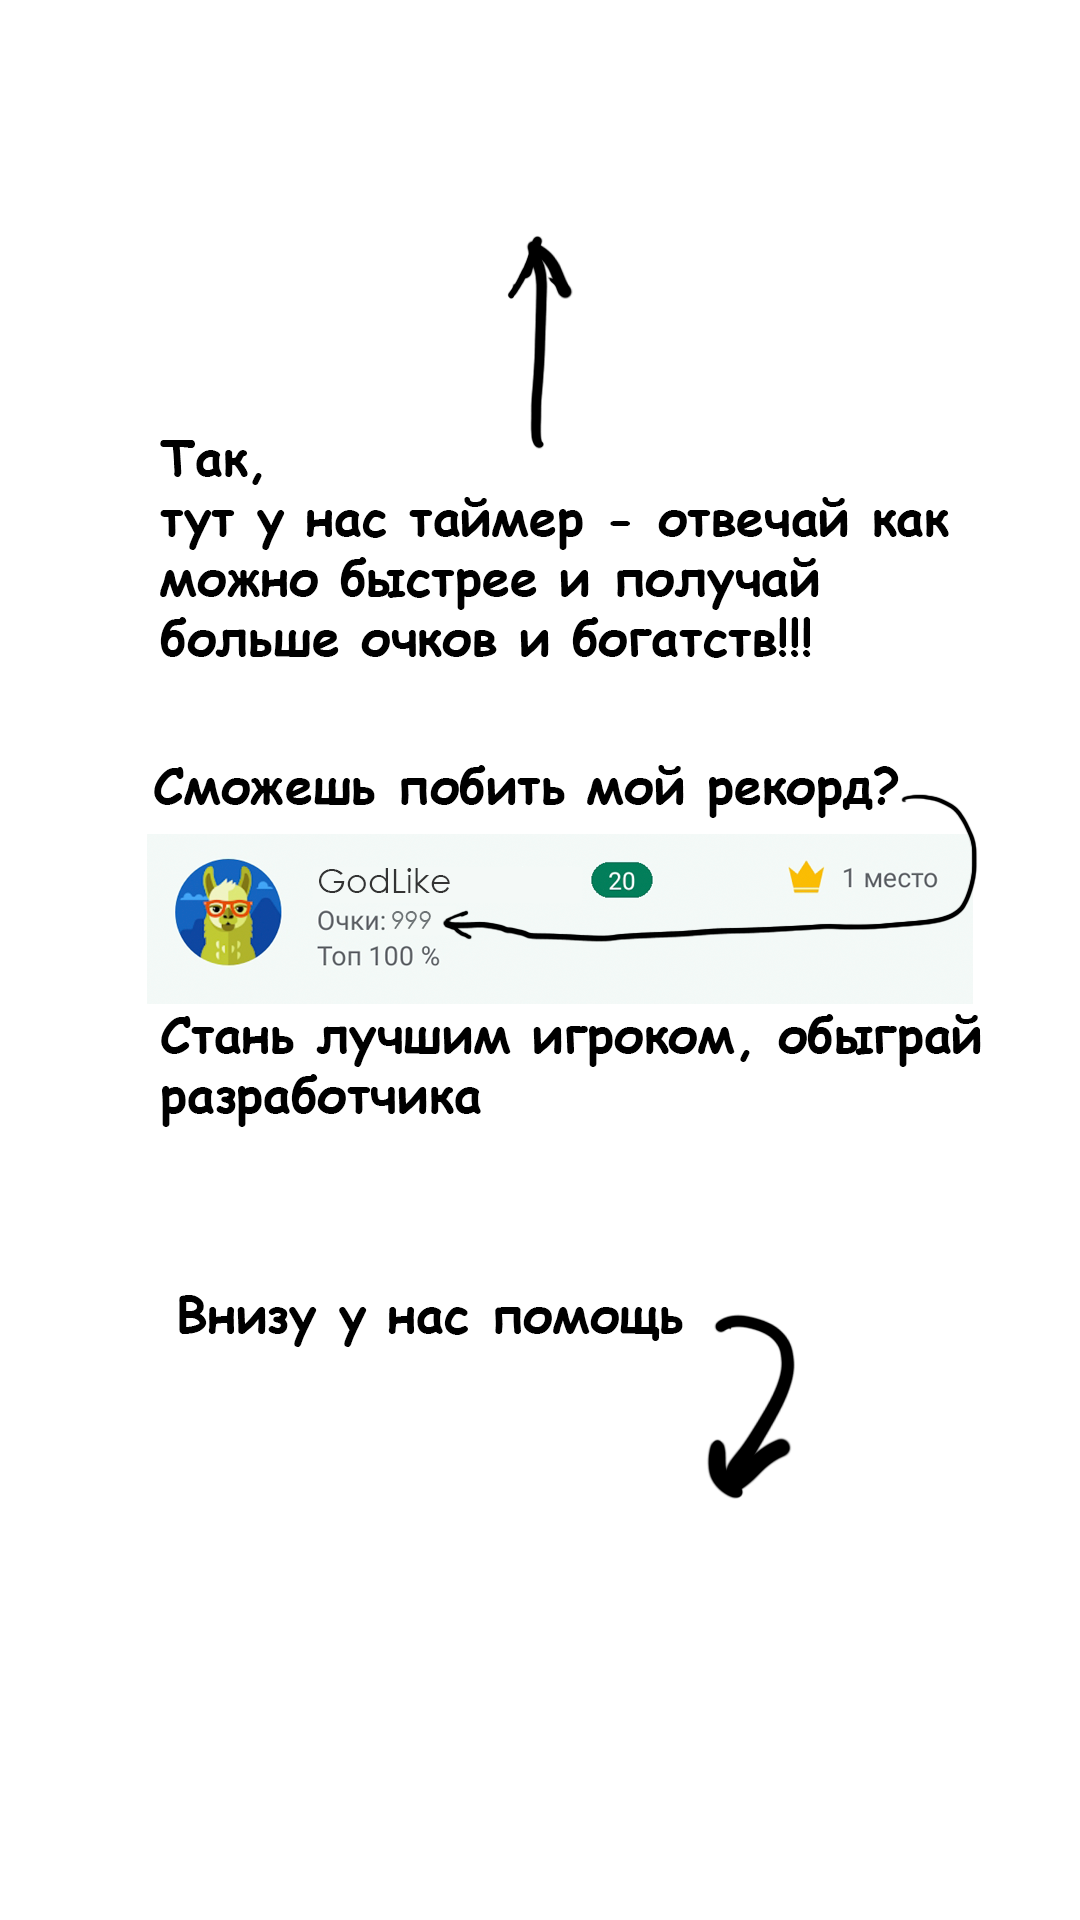 Так,
тут у нас таймер - отвечай как
можно быстрее и получай
больше очков и богатств!!!
Сможешь побить мой рекорд?
GodLike 20 1 место
Очки: 999
Топ 100 %
Стань лучшим игроком, обыграй
разработчика
Внизу у нас помощь